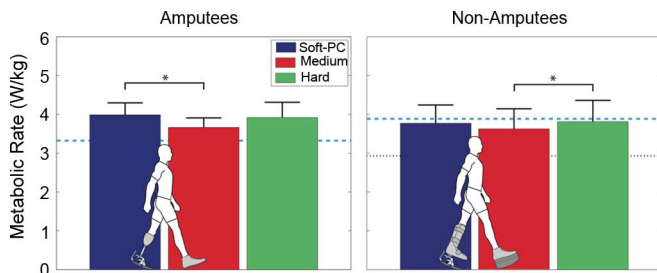 Amputees
Non-Amputees
Metabolic Rate (W/kg)
6
5
4
3
2
1
0
Soft-PC
Medium
Hard
*
*